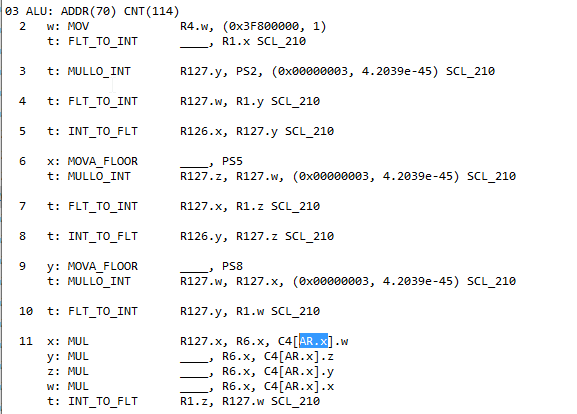 03 ALU: ADDR(70) CNT(114)
2 w: MOV R4.w, (0x3F800000, 1)
t: FLT_TO_INT ____, R1.x SCL_210
3 t: MULLO_INT R127.y, PS2, (0x00000003, 4.2039e-45) SCL_210
4 t: FLT_TO_INT R127.w, R1.y SCL_210
5 t: INT_TO_FLT R126.x, R127.y SCL_210
6 x: MOVA_FLOOR ____, PS5
t: MULLO_INT R127.z, R127.w, (0x00000003, 4.2039e-45) SCL_210
7 t: FLT_TO_INT R127.x, R1.z SCL_210
8 t: INT_TO_FLT R126.y, R127.z SCL_210
9 y: MOVA_FLOOR ____, PS8
t: MULLO_INT R127.w, R127.x, (0x00000003, 4.2039e-45) SCL_210
10 t: FLT_TO_INT R127.y, R1.w SCL_210
11 x: MUL R127.x, R6.x, C4[AR.x].w
y: MUL ____, R6.x, C4[AR.x].z
z: MUL ____, R6.x, C4[AR.x].y
w: MUL ____, R6.x, C4[AR.x].x
t: INT_TO_FLT R1.z, R127.w SCL_210